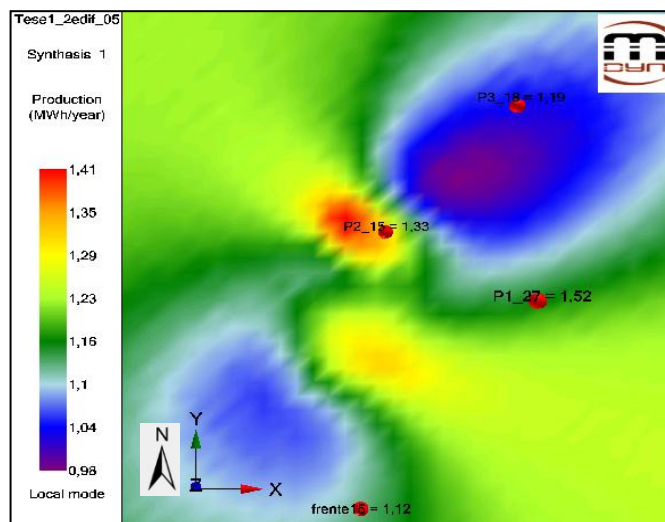 Tese1_2edif_05
Synthesis 1
Production
(MWh/year)
1,41
1,35
1,29
1,23
1,16
1,1
1,04
0,98
Local mode
m
DYN
P3_18 = 1,19
P2_15 = 1,33
P1_27 = 1,52
N
Y
Z
X
frente15 = 1,12